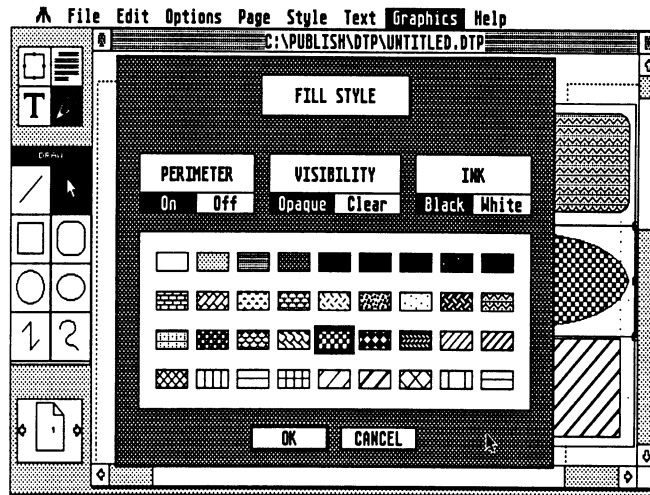 File Edit Options Page Style Text Graphics Help
C:\PUBLISH\DTP\UNTITLED.DTP
T
DRAW
FILL STYLE
PERIMETER VISIBILITY INK
On Off Opaque Clear Black White
1
OK CANCEL